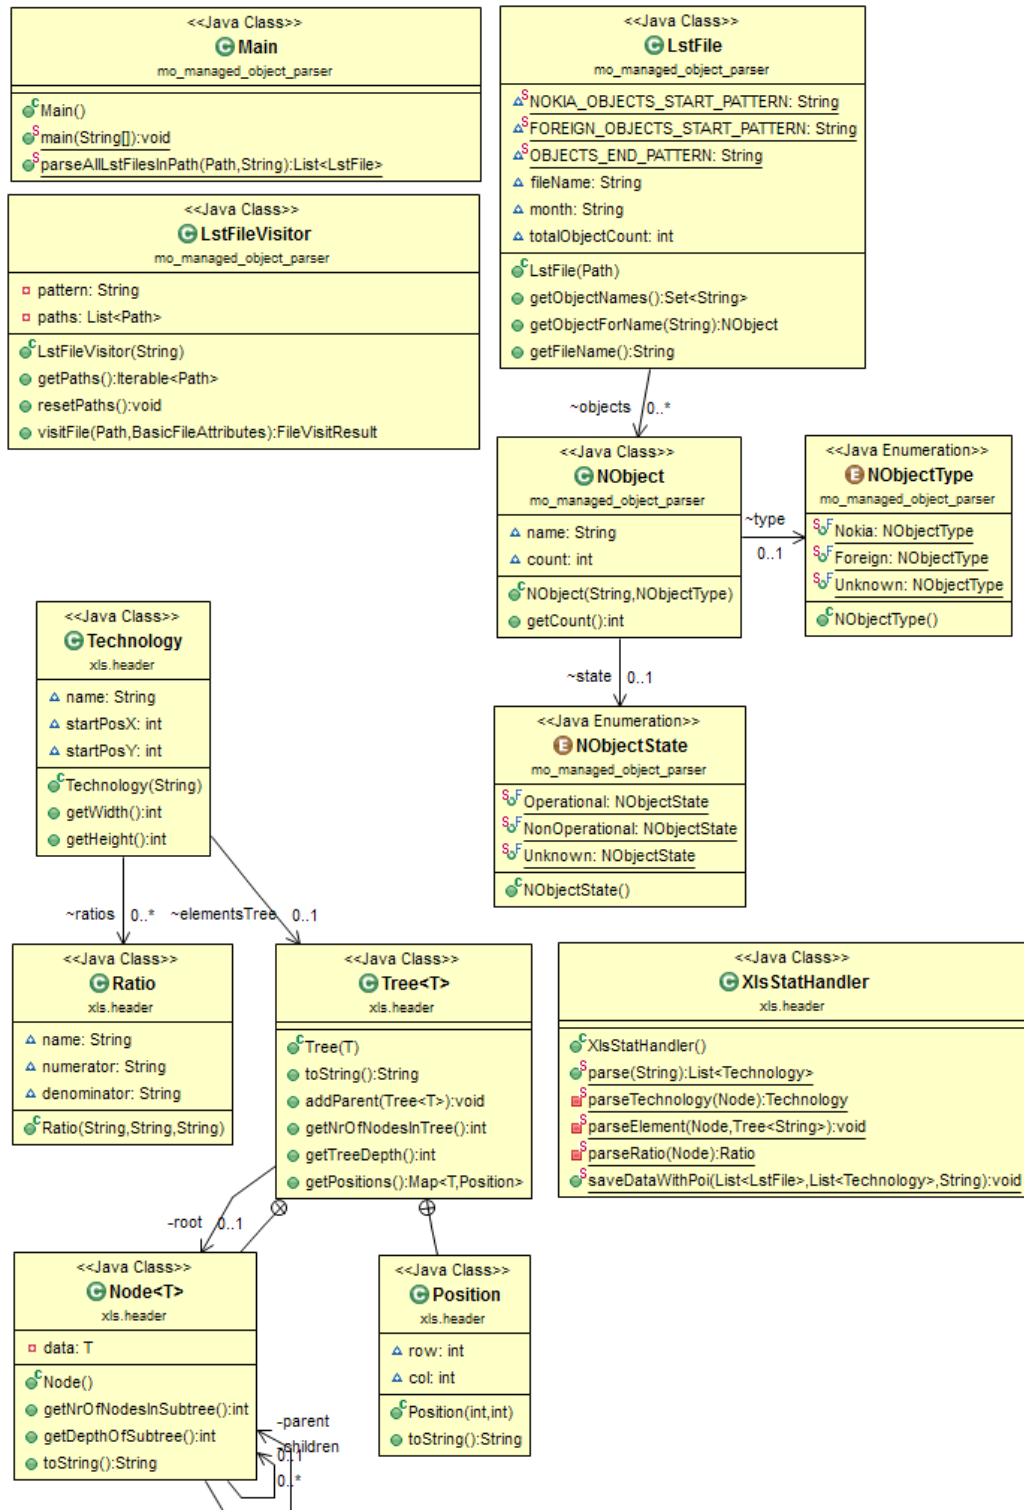 <<Java Class>>
Main
mo_managed_object_parser
Main()
main(String[]):void
parseAllLstFilesInPath(Path,String):List<LstFile>
<<Java Class>>
LstFile
mo_managed_object_parser
NOKIA_OBJECTS_START_PATTERN: String
FOREIGN_OBJECTS_START_PATTERN: String
OBJECTS_END_PATTERN: String
fileName: String
month: String
totalObjectCount: int
LstFile(Path)
getObjectNames():Set<String>
getObjectForName(String):NObject
getFileName():String
<<Java Class>>
LstFileVisitor
mo_managed_object_parser
pattern: String
paths: List<Path>
LstFileVisitor(String)
getPaths():Iterable<Path>
resetPaths():void
visitFile(Path,BasicFileAttributes):FileVisitResult
~objects 0..*
<<Java Class>>
NObject
mo_managed_object_parser
name: String
count: int
NObject(String,NObjectType)
getCount():int
~type
0..1
<<Java Enumeration>>
NObjectType
mo_managed_object_parser
Nokia: NObjectType
Foreign: NObjectType
Unknown: NObjectType
NObjectType()
~state 0..1
<<Java Enumeration>>
NObjectState
mo_managed_object_parser
Operational: NObjectState
NonOperational: NObjectState
Unknown: NObjectState
NObjectState()
<<Java Class>>
Technology
xls.header
name: String
startPosX: int
startPosY: int
Technology(String)
getWidth():int
getHeight():int
~ratios 0..*
~elementsTree 0..1
<<Java Class>>
Ratio
xls.header
name: String
numerator: String
denominator: String
Ratio(String,String,String)
<<Java Class>>
Tree<T>
xls.header
Tree(T)
toString():String
addParent(Tree<T>):void
getNrOfNodesInTree():int
getTreeDepth():int
getPositions():Map<T,Position>
<<Java Class>>
XlsStatHandler
xls.header
XlsStatHandler()
parse(String):List<Technology>
parseTechnology(Node):Technology
parseElement(Node,Tree<String>):void
parseRatio(Node):Ratio
saveDataWithPoi(List<LstFile>,List<Technology>,String):void
-root 0..1
<<Java Class>>
Node<T>
xls.header
data: T
Node()
getNrOfNodesInSubtree():int
getDepthOfSubtree():int
toString():String
-parent
-children
0..1
0..*
<<Java Class>>
Position
xls.header
row: int
col: int
Position(int,int)
toString():String